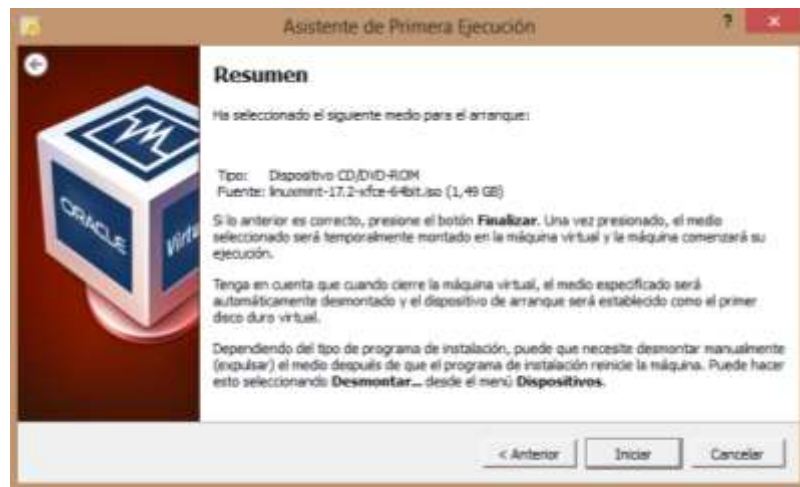 Asistente de Primera Ejecución
?
Resumen
Ha seleccionado el siguiente medio para el arranque:
Tipo: Dispositivo CD/DVD-ROM
Fuente: linuxmint-17.2-xfce-64bit.iso (1,49 GB)
Si lo anterior es correcto, presione el botón Finalizar. Una vez presionado, el medio
seleccionado será temporalmente montado en la máquina virtual y la máquina comenzará su
ejecución.
Tenga en cuenta que cuando cierre la máquina virtual, el medio especificado será
automáticamente desmontado y el dispositivo de arranque será establecido como el primer
disco duro virtual.
Dependiendo del tipo de programa de instalación, puede que necesite desmontar manualmente
(expulsar) el medio después de que el programa de instalación reinicie la máquina. Puede hacer
esto seleccionando Desmontar... desde el menú Dispositivos.
ORACLE
Virtu
< Anterior
Iniciar
Cancelar